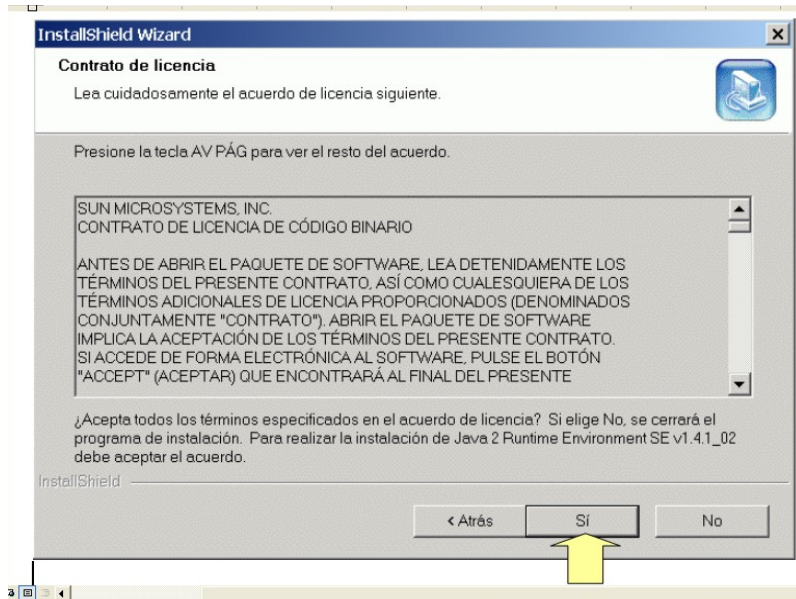 InstallShield Wizard
Contrato de licencia
Lea cuidadosamente el acuerdo de licencia siguiente.
Presione la tecla AV PÁG para ver el resto del acuerdo.
SUN MICROSYSTEMS, INC.
CONTRATO DE LICENCIA DE CÓDIGO BINARIO
ANTES DE ABRIR EL PAQUETE DE SOFTWARE, LEA DETENIDAMENTE LOS
TÉRMINOS DEL PRESENTE CONTRATO, ASÍ COMO CUALESQUIERA DE LOS
TÉRMINOS ADICIONALES DE LICENCIA PROPORCIONADOS (DENOMINADOS
CONJUNTAMENTE "CONTRATO"). ABRIR EL PAQUETE DE SOFTWARE
IMPLICA LA ACEPTACIÓN DE LOS TÉRMINOS DEL PRESENTE CONTRATO.
SI ACCEDE DE FORMA ELECTRÓNICA AL SOFTWARE, PULSE EL BOTÓN
"ACCEPT" (ACEPTAR) QUE ENCONTRARÁ AL FINAL DEL PRESENTE
¿Acepta todos los términos especificados en el acuerdo de licencia? Si elige No, se cerrará el
programa de instalación. Para realizar la instalación de Java 2 Runtime Environment SE v1.4.1_02
debe aceptar el acuerdo.
InstallShield
< Atrás Sí No